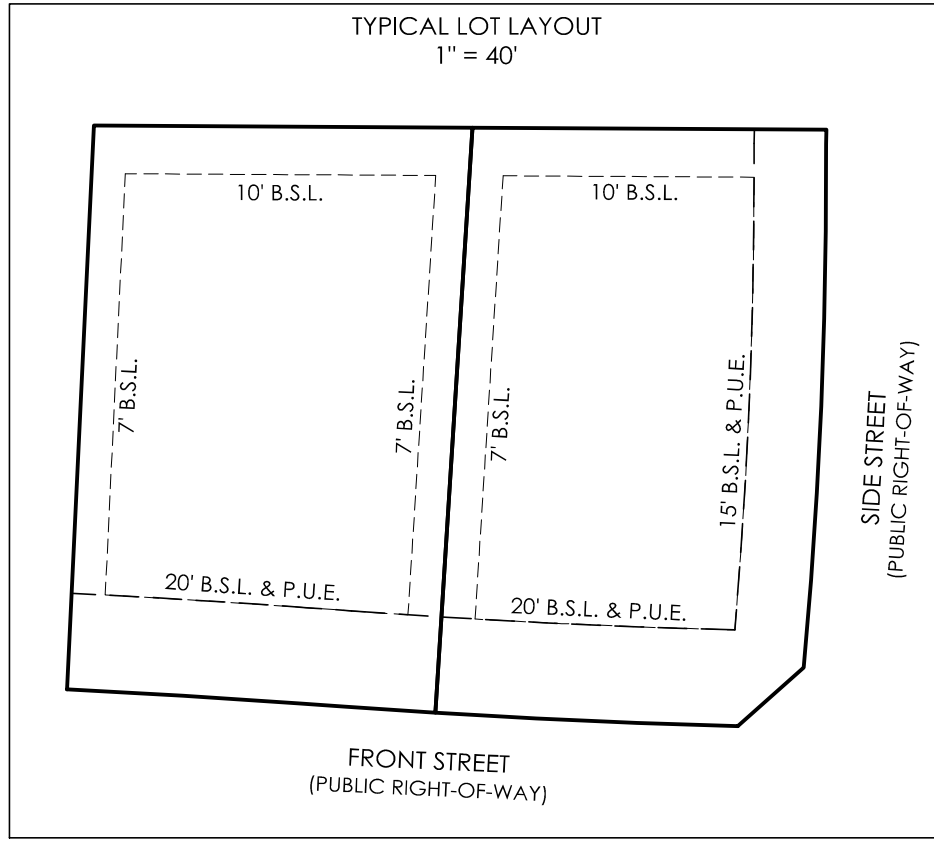 TYPICAL LOT LAYOUT
1" = 40'
10' B.S.L.
10' B.S.L.
7' B.S.L.
7' B.S.L.
7' B.S.L.
15' B.S.L. & P.U.E.
SIDE STREET
(PUBLIC RIGHT-OF-WAY)
20' B.S.L. & P.U.E.
20' B.S.L. & P.U.E.
FRONT STREET
(PUBLIC RIGHT-OF-WAY)